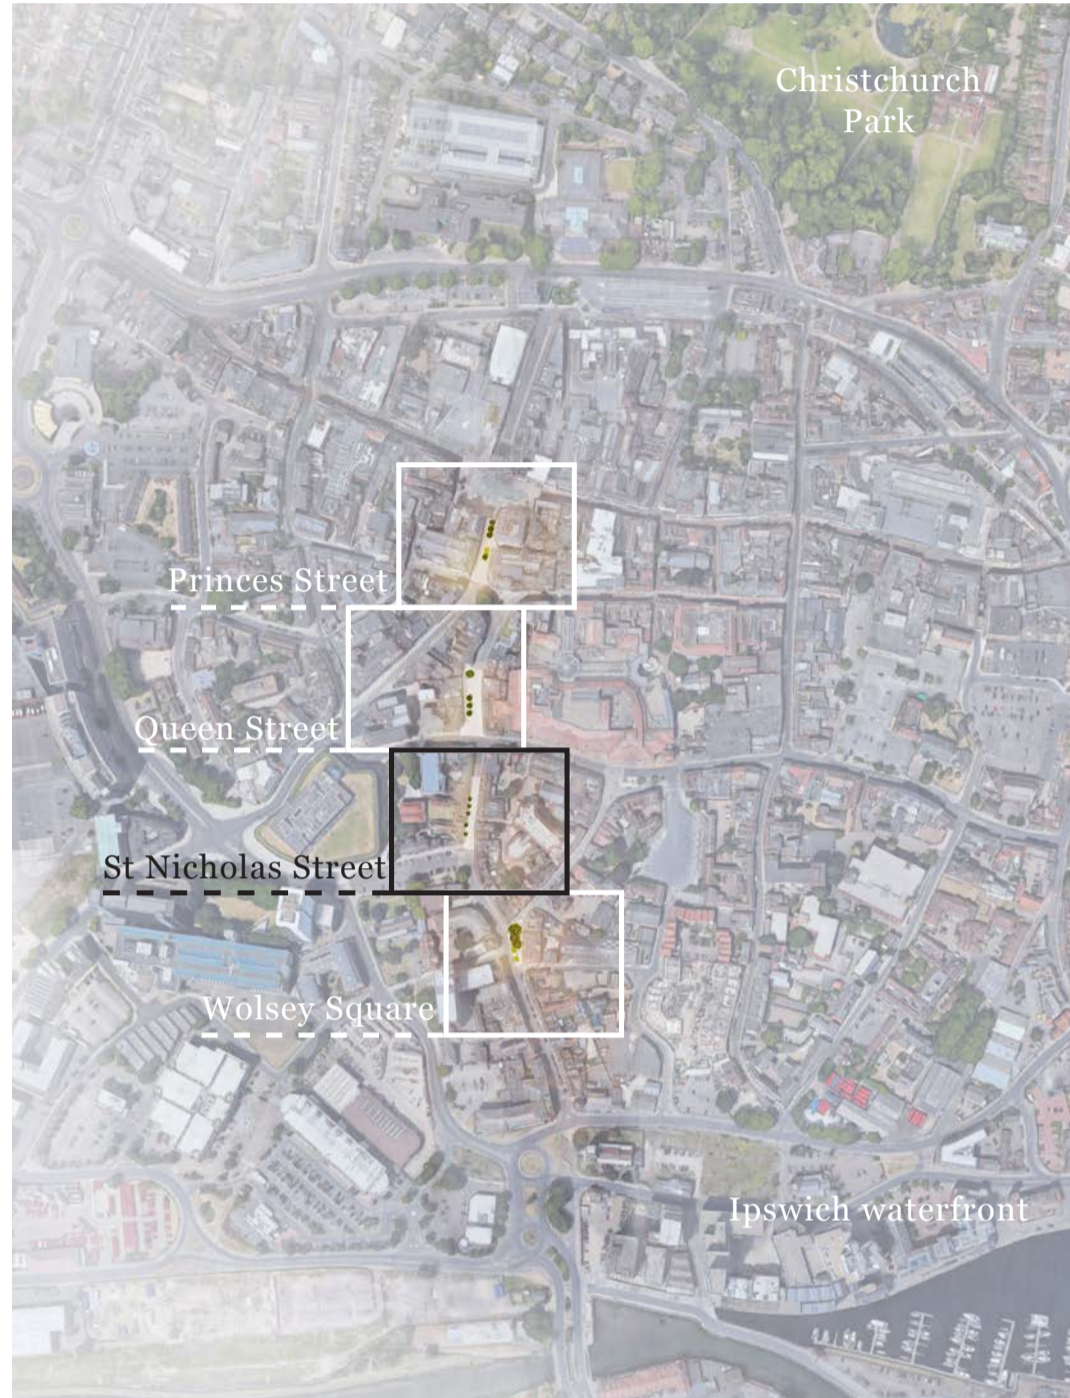 Christchurch
Park
Princes Street
Queen Street
St Nicholas Street
Wolsey Square
Ipswich waterfront